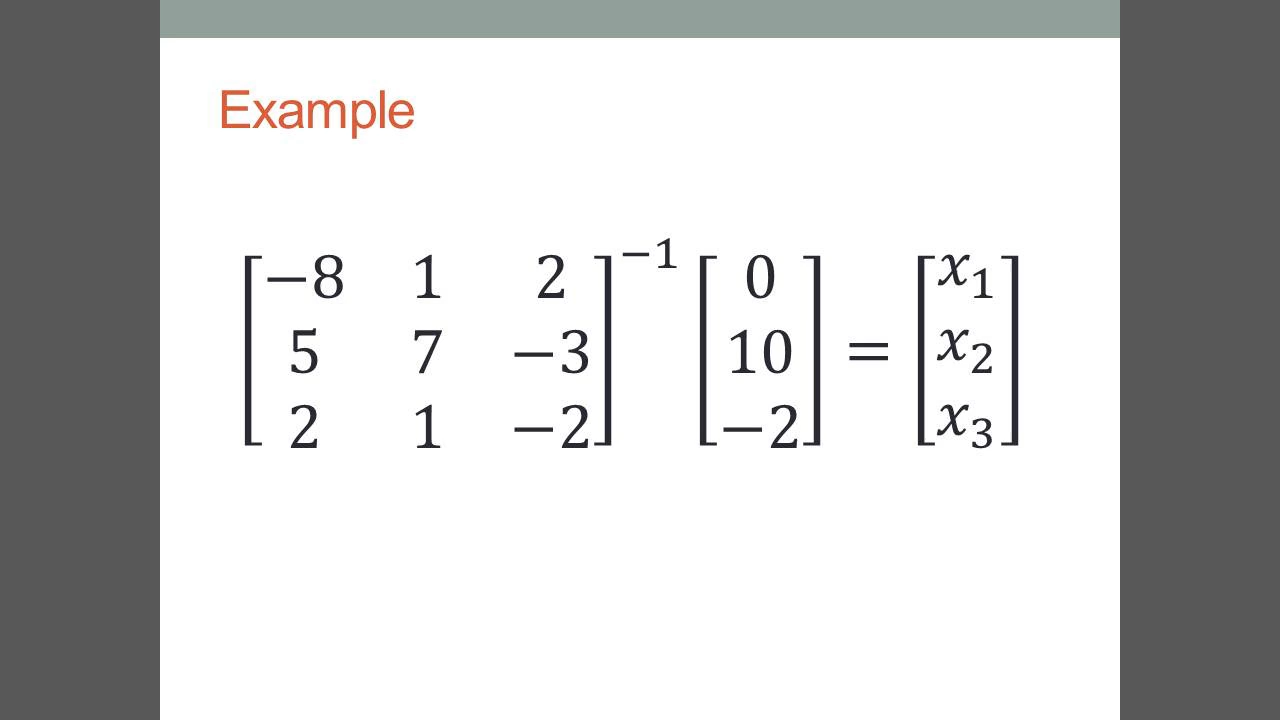 Example
[−8 1 2]⁻¹ [0] [x₁]
[5 7 −3] [10] = [x₂]
[2 1 −2] [−2] [x₃]